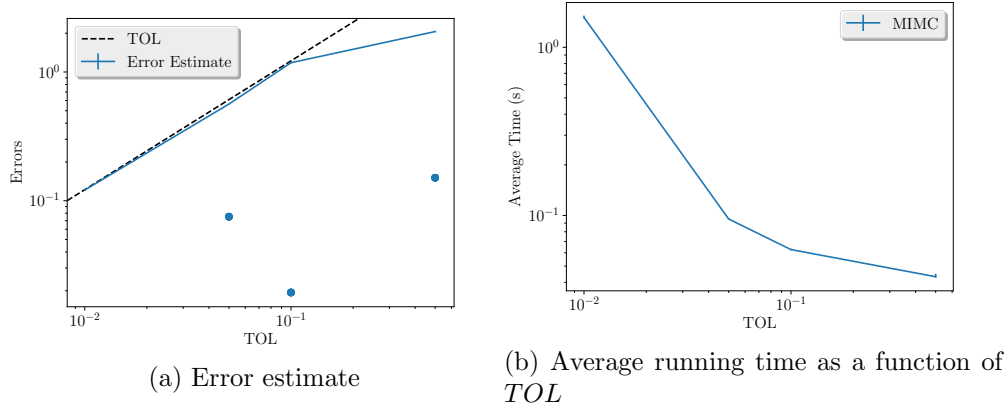 TOL
Error Estimate
10^0
10^{-1}
Errors
10^{-2}
10^{-1}
TOL
(a) Error estimate
MIMC
10^0
10^{-1}
Average Time (s)
10^{-2}
10^{-1}
TOL
(b) Average running time as a function of
TOL